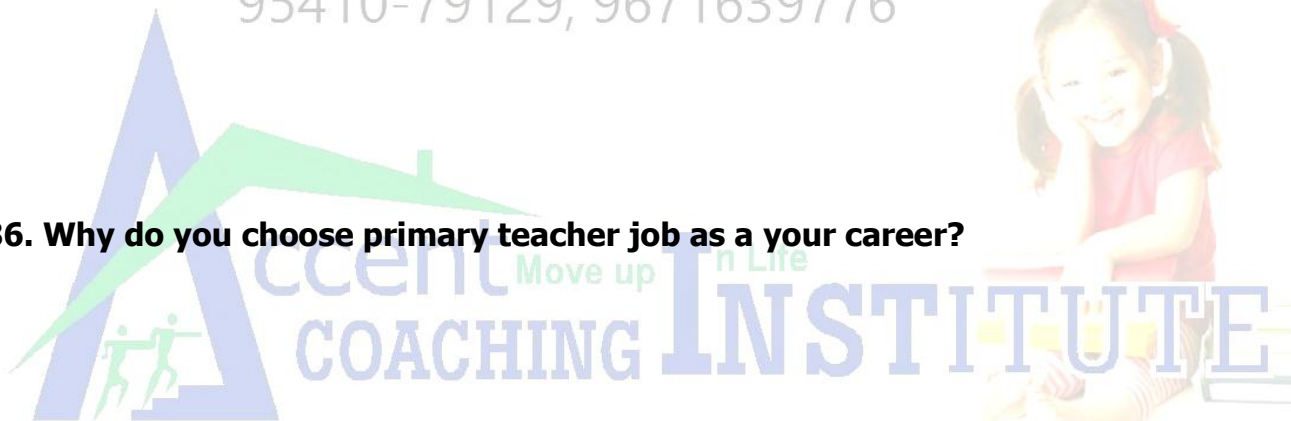 95410-79129, 9671639776
36. Why do you choose primary teacher job as a your career?
Accent Move up In Life
COACHING INSTITUTE